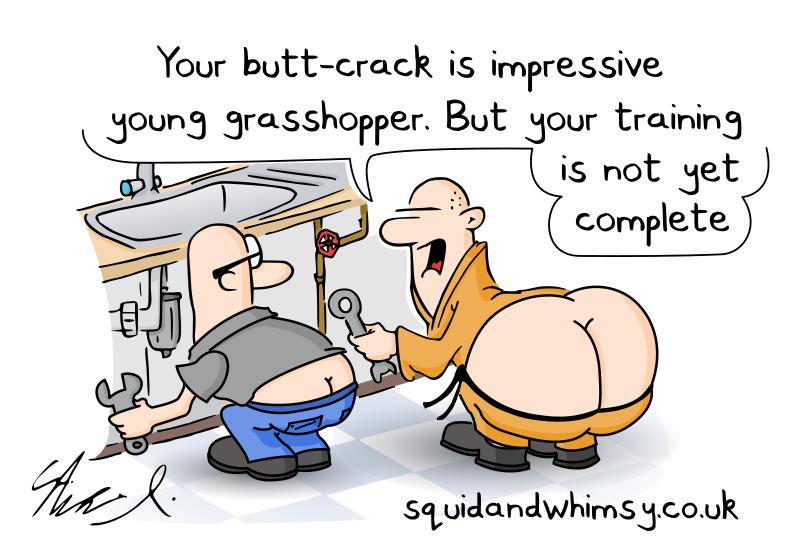 Your butt-crack is impressive
young grasshopper. But your training
is not yet
complete
squidandwhimsy.co.uk